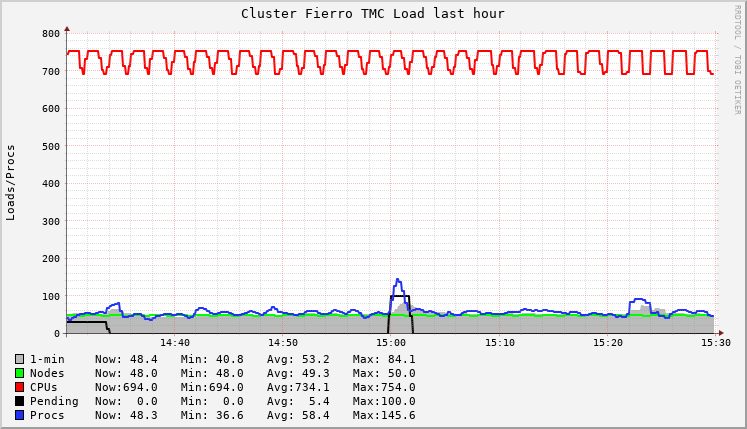 Cluster Fierro TMC Load last hour
RRDTOOL / TOBI OETIKER
Loads/Procs
800
700
600
500
400
300
200
100
0
14:40 14:50 15:00 15:10 15:20 15:30
1-min Now: 48.4 Min: 40.8 Avg: 53.2 Max: 84.1
Nodes Now: 48.0 Min: 48.0 Avg: 49.3 Max: 50.0
CPUs Now:694.0 Min:694.0 Avg:734.1 Max:754.0
Pending Now: 0.0 Min: 0.0 Avg: 5.4 Max:100.0
Procs Now: 48.3 Min: 36.6 Avg: 58.4 Max:145.6